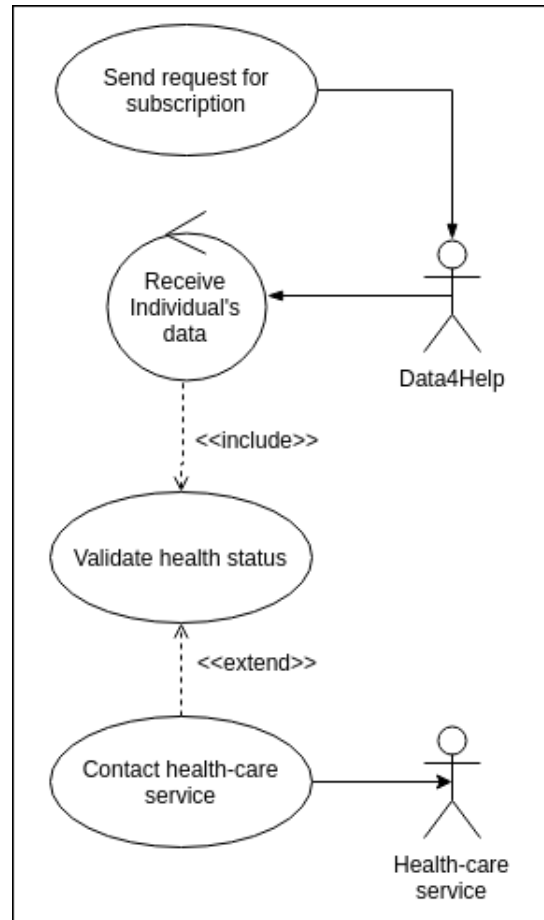 Send request for
subscription
Receive
Individual's
data
Data4Help
<<include>>
Validate health status
<<extend>>
Contact health-care
service
Health-care
service